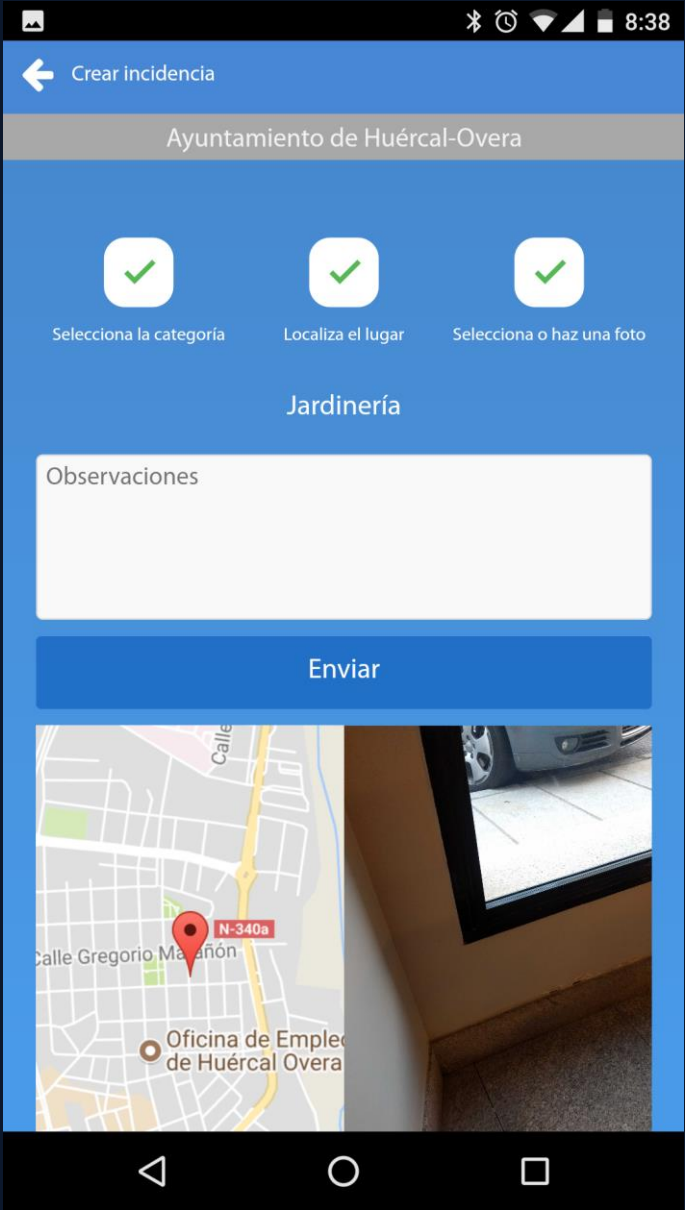 8:38
Crear incidencia
Ayuntamiento de Huércal-Overa
Selecciona la categoría
Localiza el lugar
Selecciona o haz una foto
Jardinería
Observaciones
Enviar
Calle
N-340a
Calle Gregorio Marañón
Oficina de Empleo
de Huércal Overa